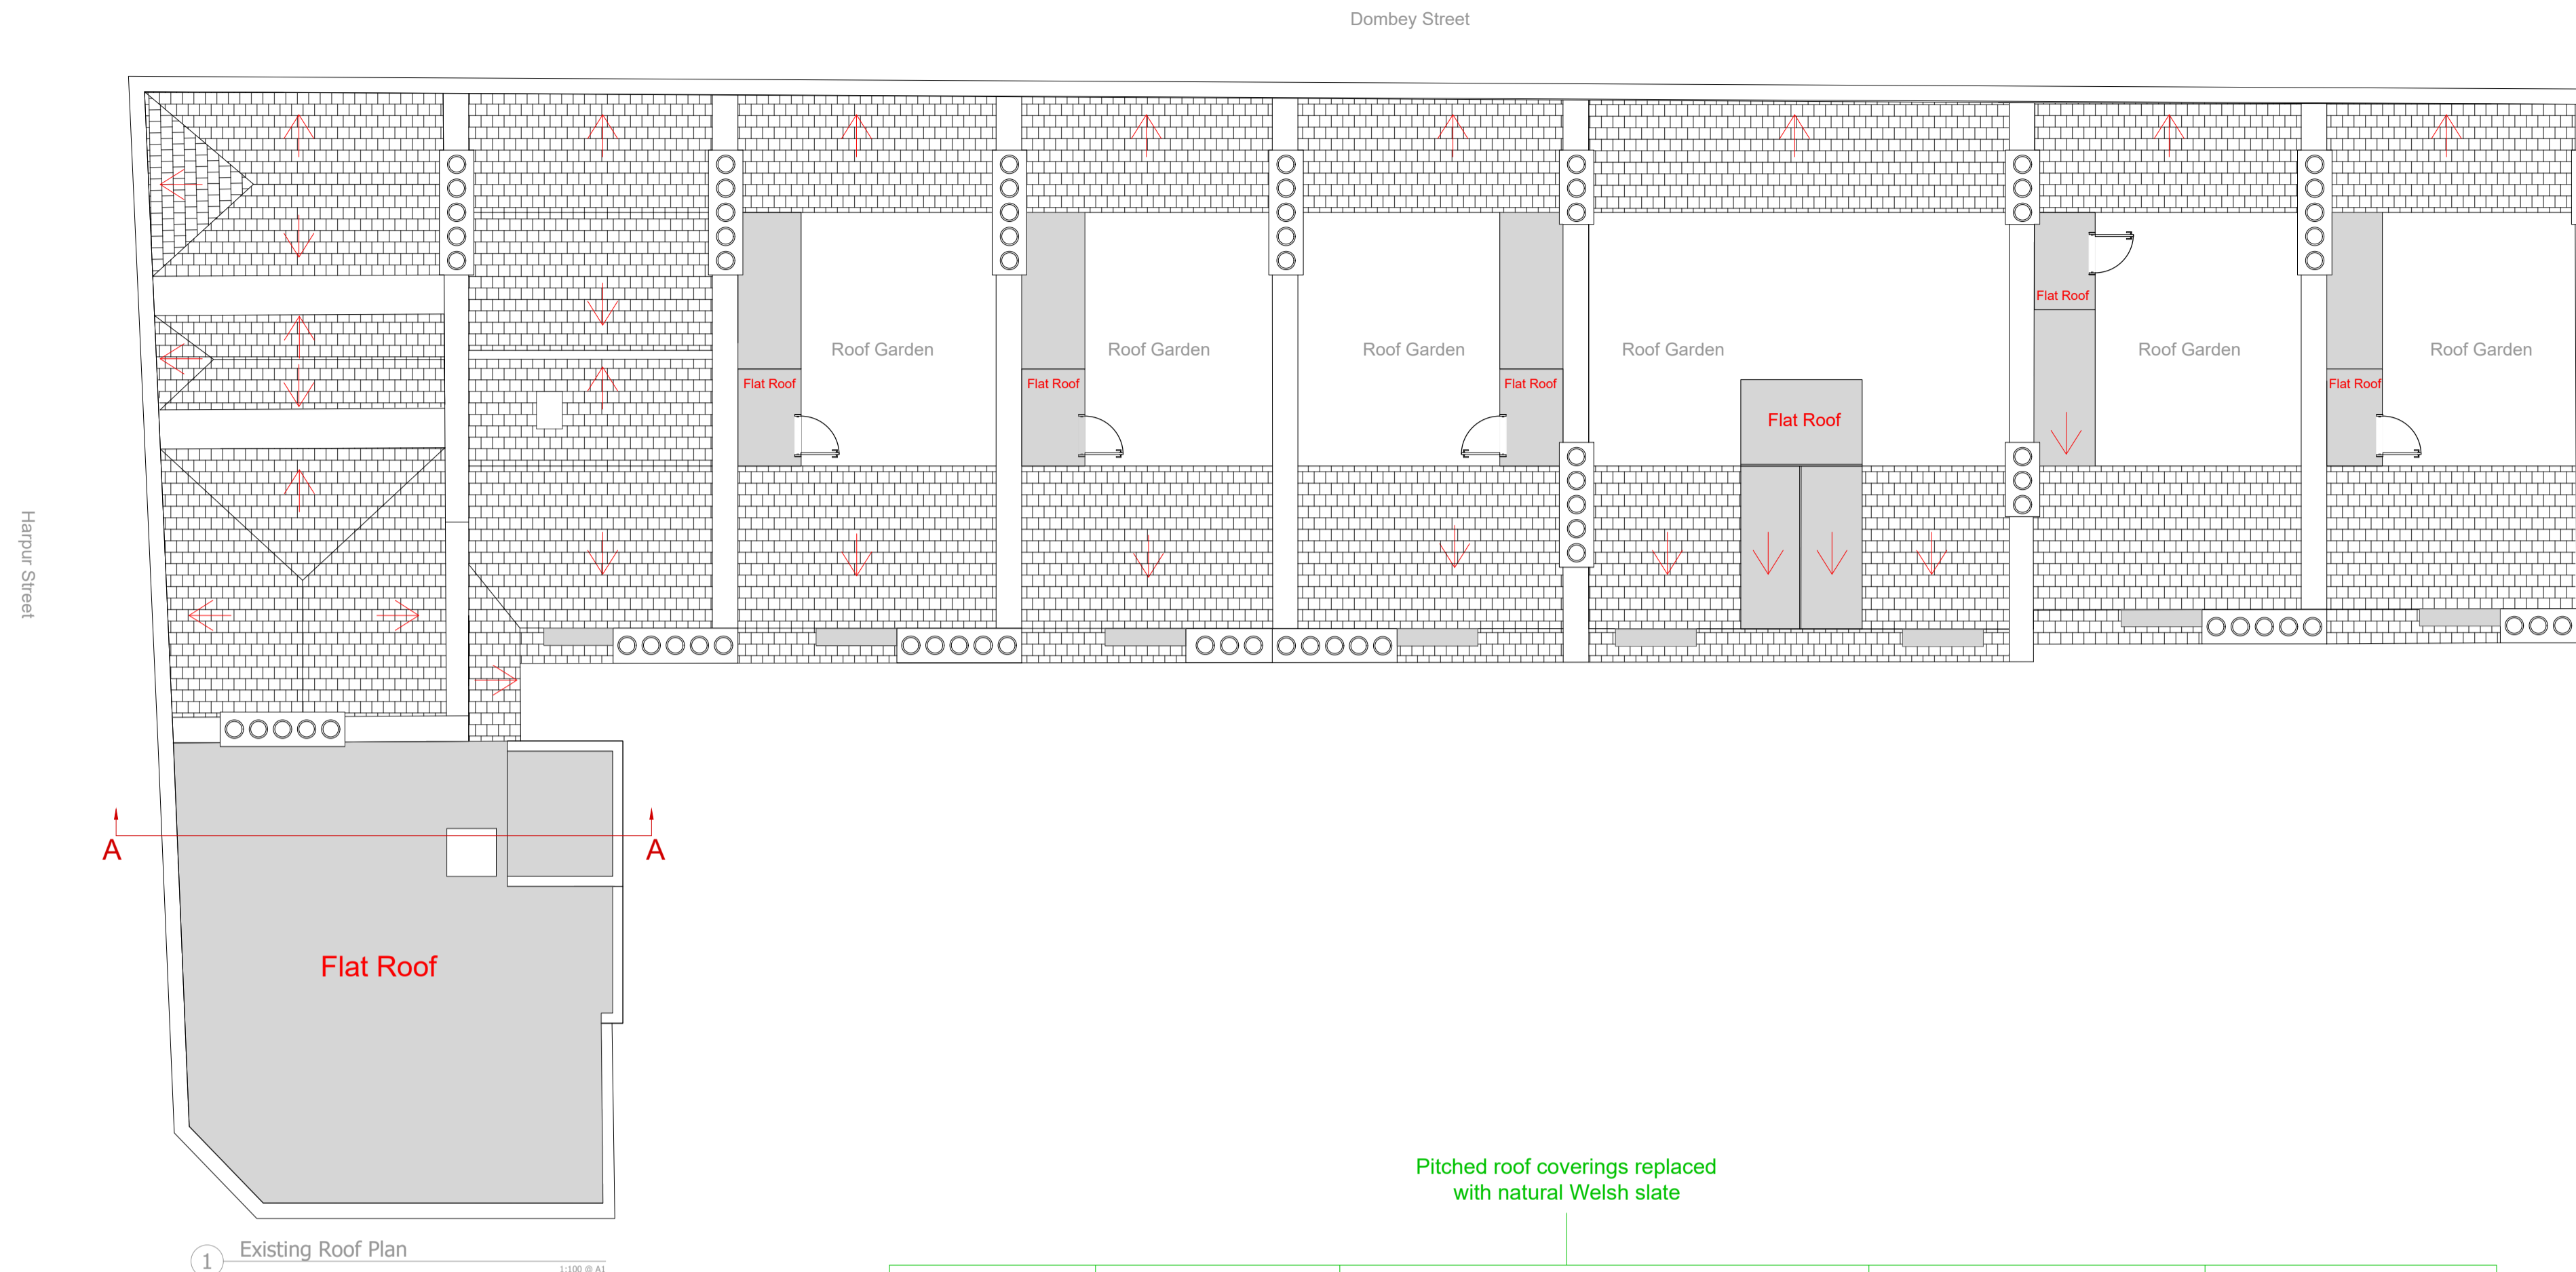 Dombey Street
Harpur Street
Roof Garden
Roof Garden
Roof Garden
Roof Garden
Roof Garden
Roof Garden
Flat Roof
Flat Roof
Flat Roof
Flat Roof
Flat Roof
Flat Roof
Flat Roof
A
A
Pitched roof coverings replaced
with natural Welsh slate
1
Existing Roof Plan
1:100 @ A1